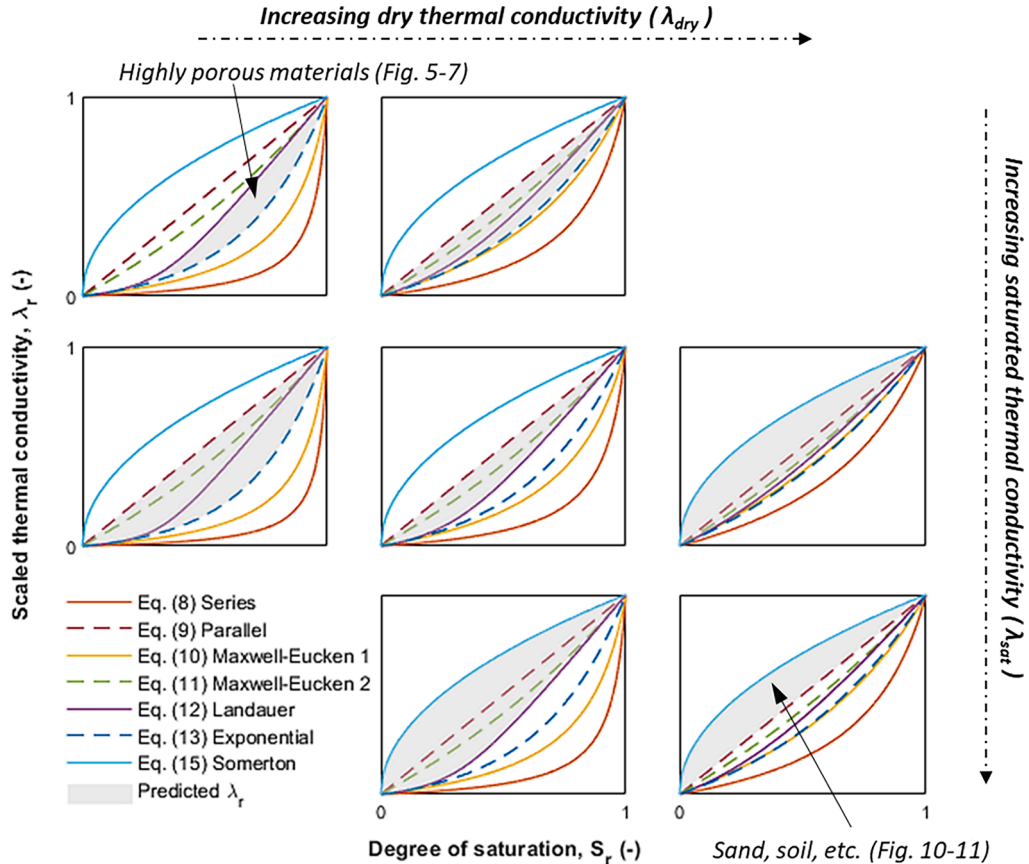 Increasing dry thermal conductivity ( λdry )
Highly porous materials (Fig. 5-7)
1
0
1
0
Scaled thermal conductivity, λr (-)
Increasing saturated thermal conductivity ( λsat )
Eq. (8) Series
Eq. (9) Parallel
Eq. (10) Maxwell-Eucken 1
Eq. (11) Maxwell-Eucken 2
Eq. (12) Landauer
Eq. (13) Exponential
Eq. (15) Somerton
Predicted λr
0 1
0 1
Degree of saturation, Sr (-)
Sand, soil, etc. (Fig. 10-11)